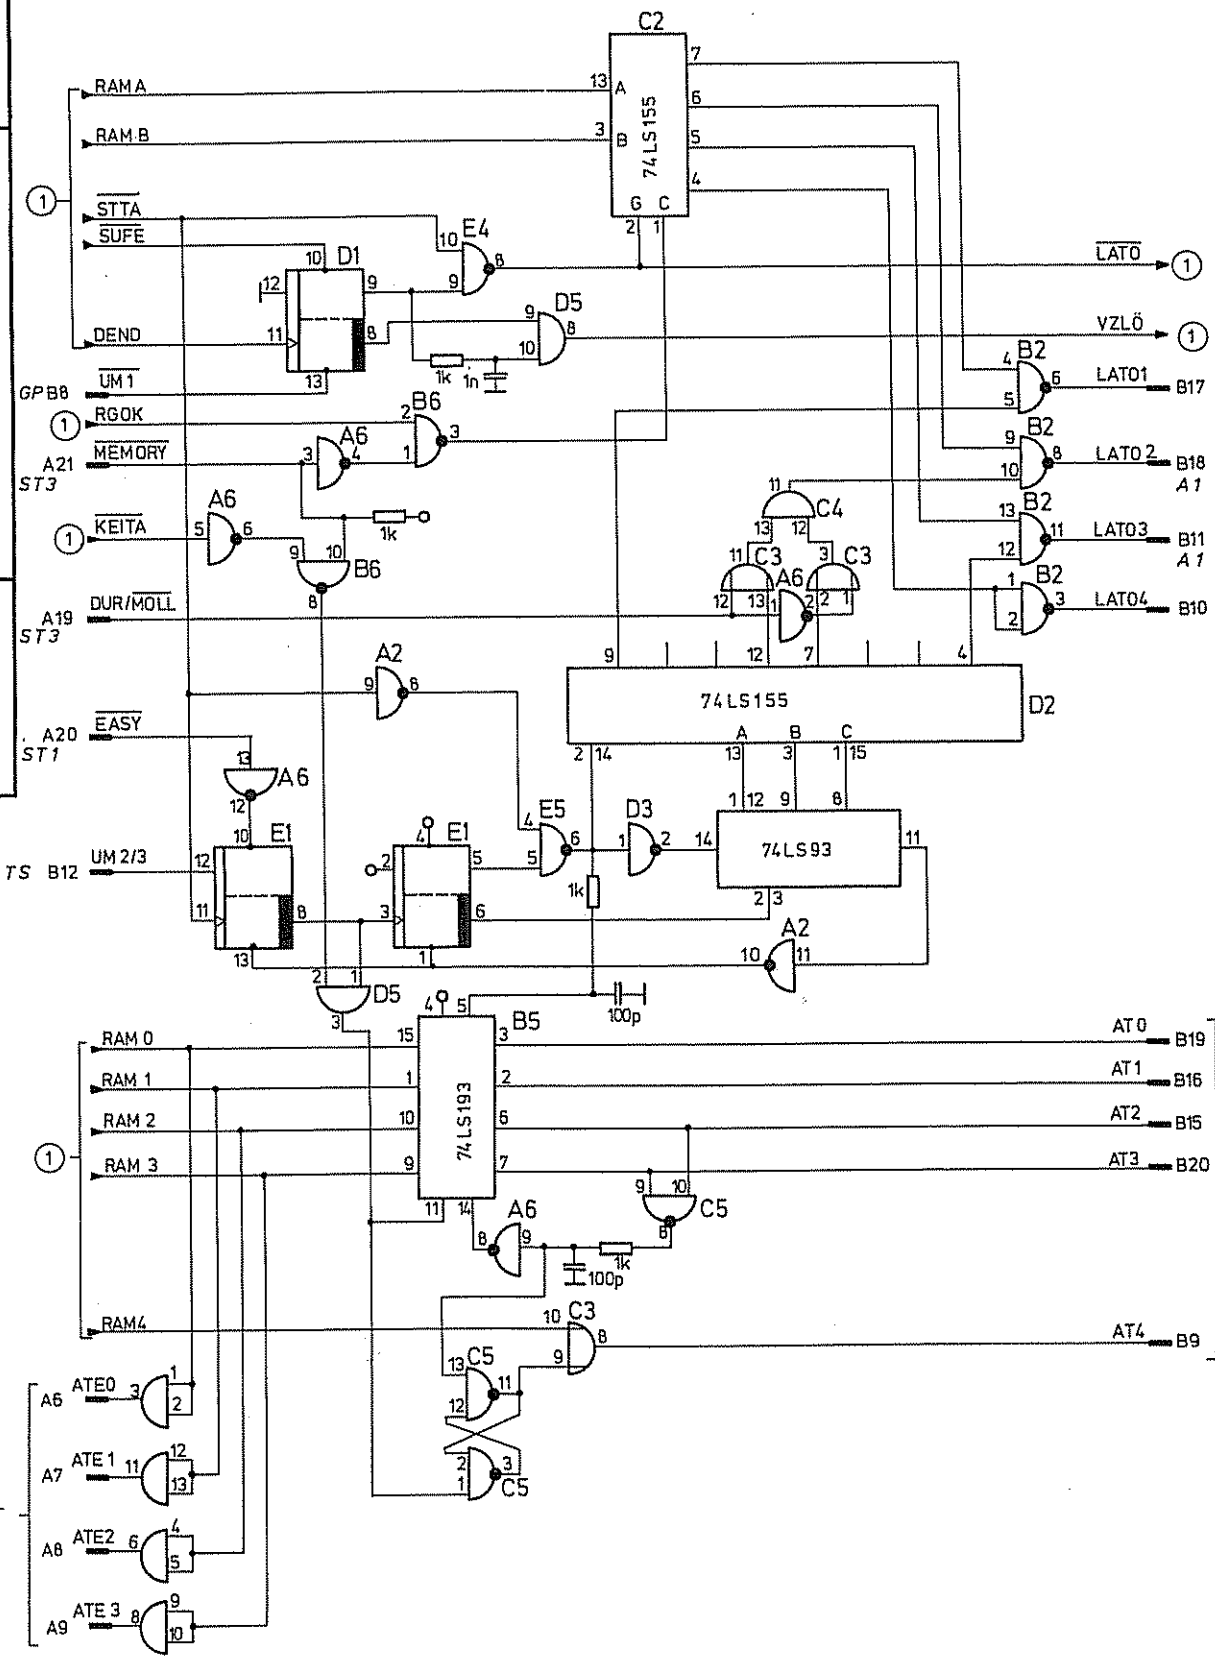 C2
7
RAM A
13 A
6
74LS155
RAM B
3 B
5
4
1
STTA
G C
SUFE
2 1
E4
10
8
LATO
1
10
D1
9
12
9
D5
9
8
8
VZLÖ
1
DEND
11
10
1k
1n
B2
4
6
LATO1
B17
5
GPB8
UM1
13
1
RGOK
2
B6
3
A6
1
B2
9
8
LATO2
B18
A1
10
A21
MEMORY
3
4
ST3
11
C4
A6
13 12
B2
13
11
LATO3
B11
A1
12
1
KEITA
5
6
1k
9 10
B6
8
11
C3
3
C3
A6
B2
1
3
LATO4
B10
2
A19
DUR/MOLL
ST3
12 13
1
2
2 1
9
12
7
4
A2
9
8
74LS155
D2
A20
EASY
ST1
A B C
2 14
13
3
1 15
13
A6
12
1 12
9
8
10
E1
4
E1
4
E5
6
D3
1
2
14
74LS93
11
TS B12
UM 2/3
12
2
5
5
1k
2 3
11
8
3
6
A2
13
1
10
11
2 1
D5
3
4
5
100p
B5
RAM 0
15
3
AT0
B19
RAM 1
1
2
AT1
B16
74LS193
RAM 2
10
6
AT2
B15
1
RAM 3
9
7
AT3
B20
11
14
9 10
C5
8
A6
8
9
1k
100p
RAM4
10
C3
8
AT4
B9
9
C5
13
11
12
A6
ATE0
3
1
2
A7
ATE1
11
12
13
2
3
1
C5
A8
ATE2
6
4
5
A9
ATE3
8
9
10